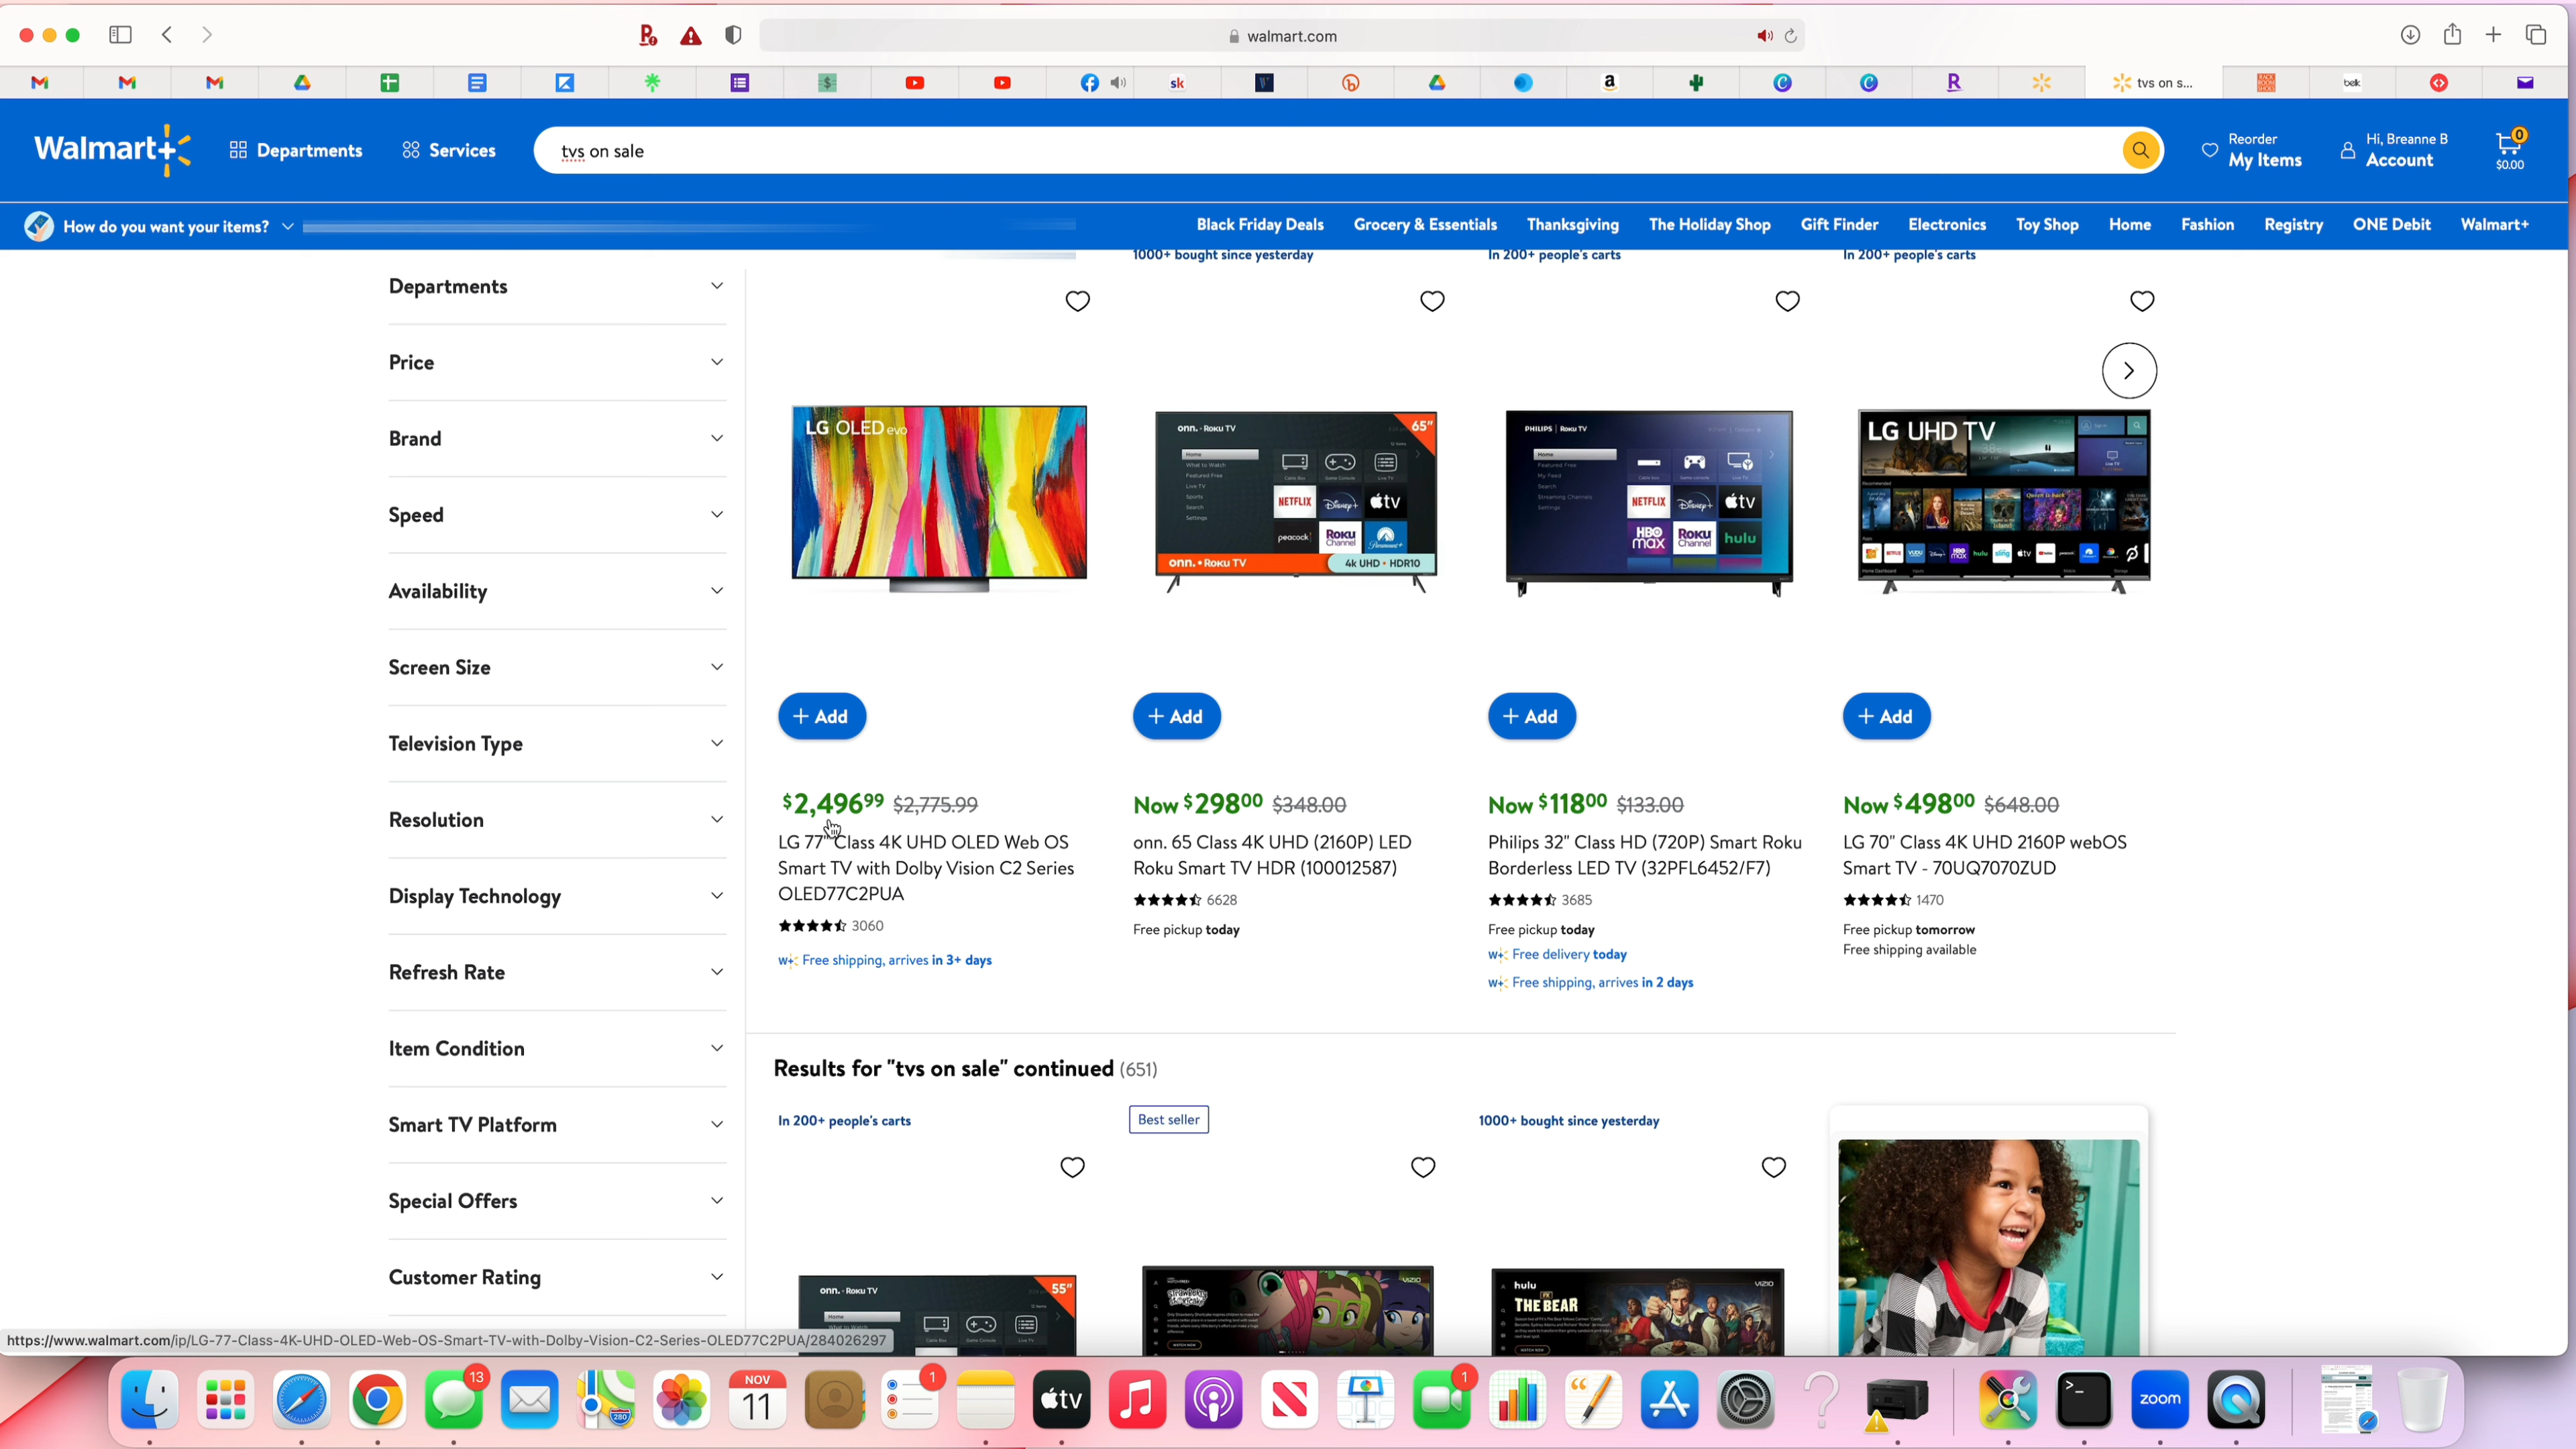 walmart.com
sk
a
R
tvs on s...
belk
Walmart+
Departments
Services
tvs on sale
Reorder
My Items
Hi, Breanne B
Account
0
$0.00
How do you want your items?
Black Friday Deals
Grocery & Essentials
Thanksgiving
The Holiday Shop
Gift Finder
Electronics
Toy Shop
Home
Fashion
Registry
ONE Debit
Walmart+
1000+ bought since yesterday
In 200+ people's carts
In 200+ people's carts
Departments
Price
Brand
Speed
Availability
Screen Size
Television Type
Resolution
Display Technology
Refresh Rate
Item Condition
Smart TV Platform
Special Offers
Customer Rating
LG OLED evo
onn. • Roku TV
65"
Home
What to Watch
Featured Free
Live TV
Sports
Search
Settings
NETFLIX
Disney+
tv
peacock
Roku Channel
Paramount+
onn. • Roku TV
4k UHD • HDR10
PHILIPS | Roku TV
Home
Featured Free
My Feed
Search
Streaming Channels
Settings
NETFLIX
Disney+
tv
HBO max
Roku Channel
hulu
LG UHD TV
+ Add
+ Add
+ Add
+ Add
$2,496.99 $2,775.99
LG 77" Class 4K UHD OLED Web OS
Smart TV with Dolby Vision C2 Series
OLED77C2PUA
3060
W+ Free shipping, arrives in 3+ days
Now $298.00 $348.00
onn. 65 Class 4K UHD (2160P) LED
Roku Smart TV HDR (100012587)
6628
Free pickup today
Now $118.00 $133.00
Philips 32" Class HD (720P) Smart Roku
Borderless LED TV (32PFL6452/F7)
3685
Free pickup today
W+ Free delivery today
W+ Free shipping, arrives in 2 days
Now $498.00 $648.00
LG 70" Class 4K UHD 2160P webOS
Smart TV - 70UQ7070ZUD
1470
Free pickup tomorrow
Free shipping available
Results for "tvs on sale" continued (651)
In 200+ people's carts
Best seller
1000+ bought since yesterday
onn. • Roku TV
55"
Home
VIZIO
WATCH NOW
hulu
VIZIO
FX
THE BEAR
WATCH NOW
https://www.walmart.com/ip/LG-77-Class-4K-UHD-OLED-Web-OS-Smart-TV-with-Dolby-Vision-C2-Series-OLED77C2PUA/284026297
13
280
NOV
11
1
tv
1
zoom